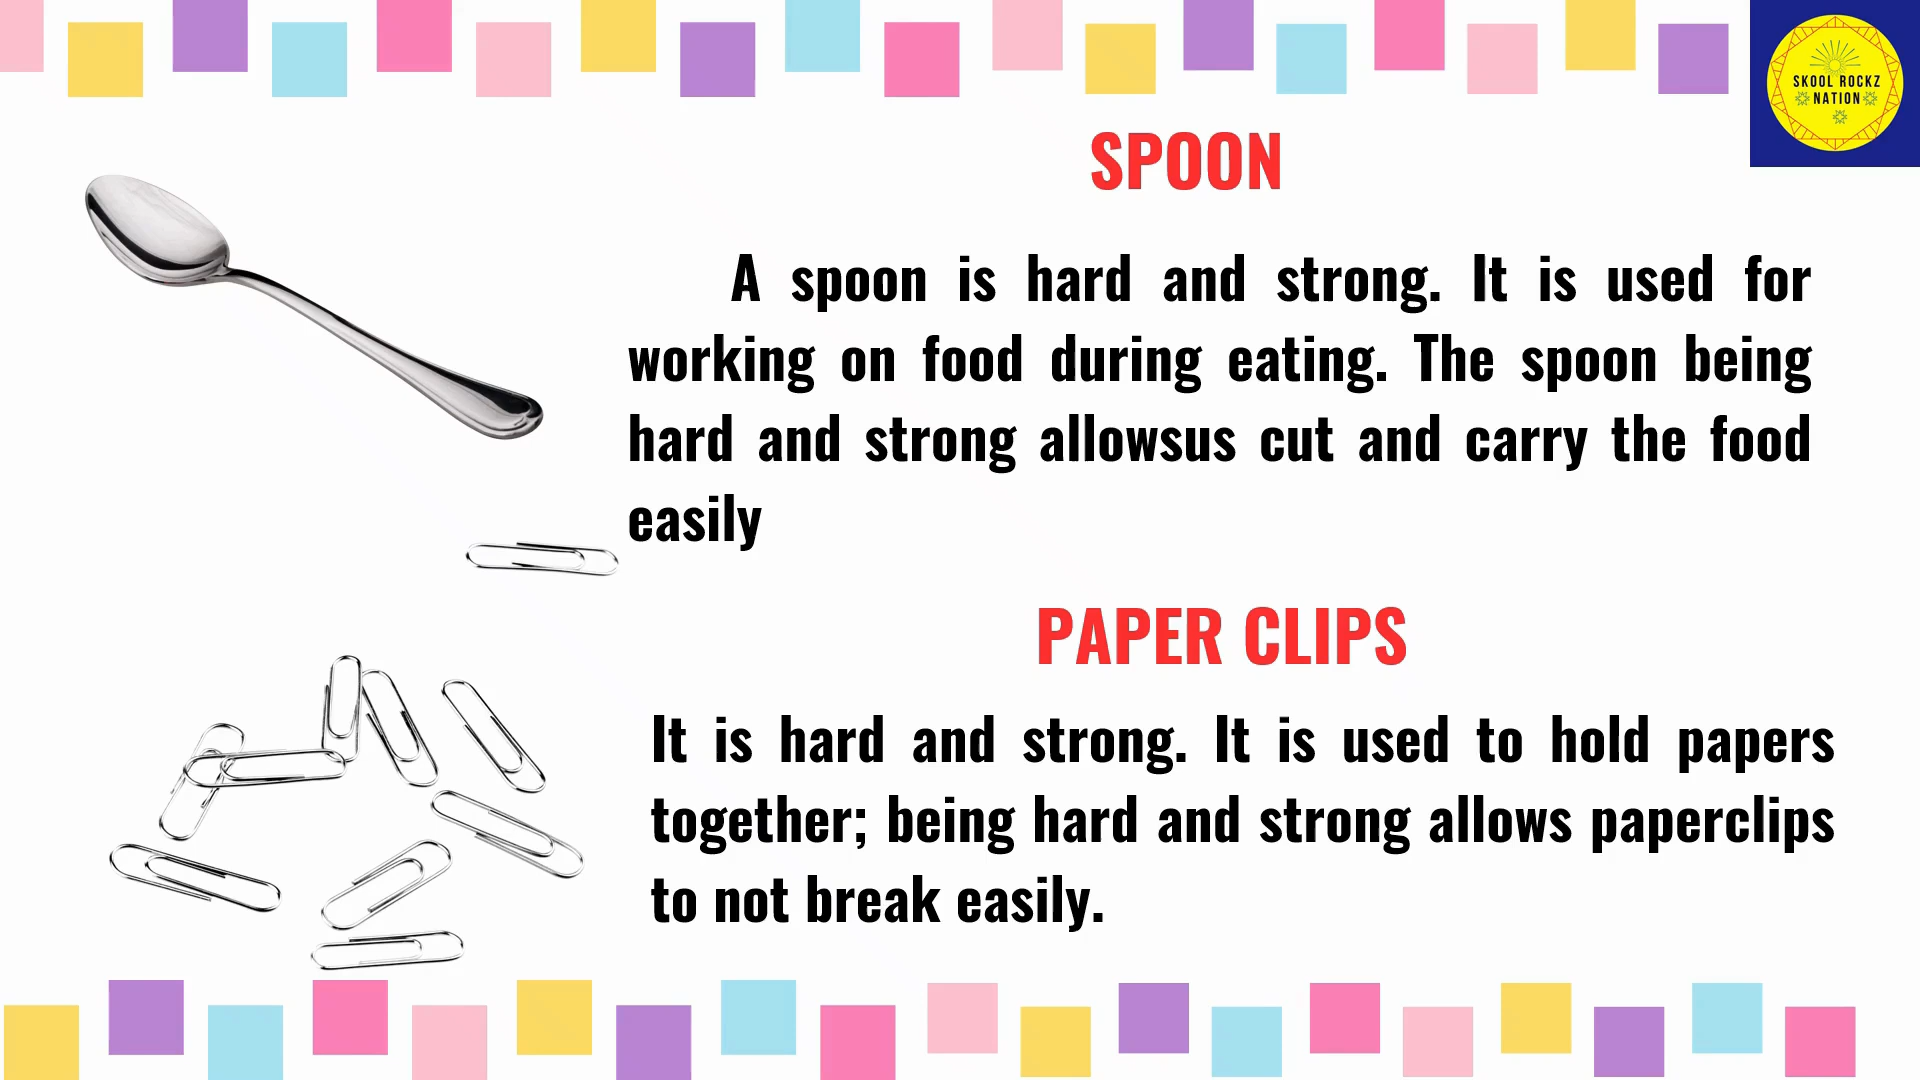 SKOOL ROCKZ
NATION
SPOON
A spoon is hard and strong. It is used for
working on food during eating. The spoon being
hard and strong allowsus cut and carry the food
easily
PAPER CLIPS
It is hard and strong. It is used to hold papers
together; being hard and strong allows paperclips
to not break easily.